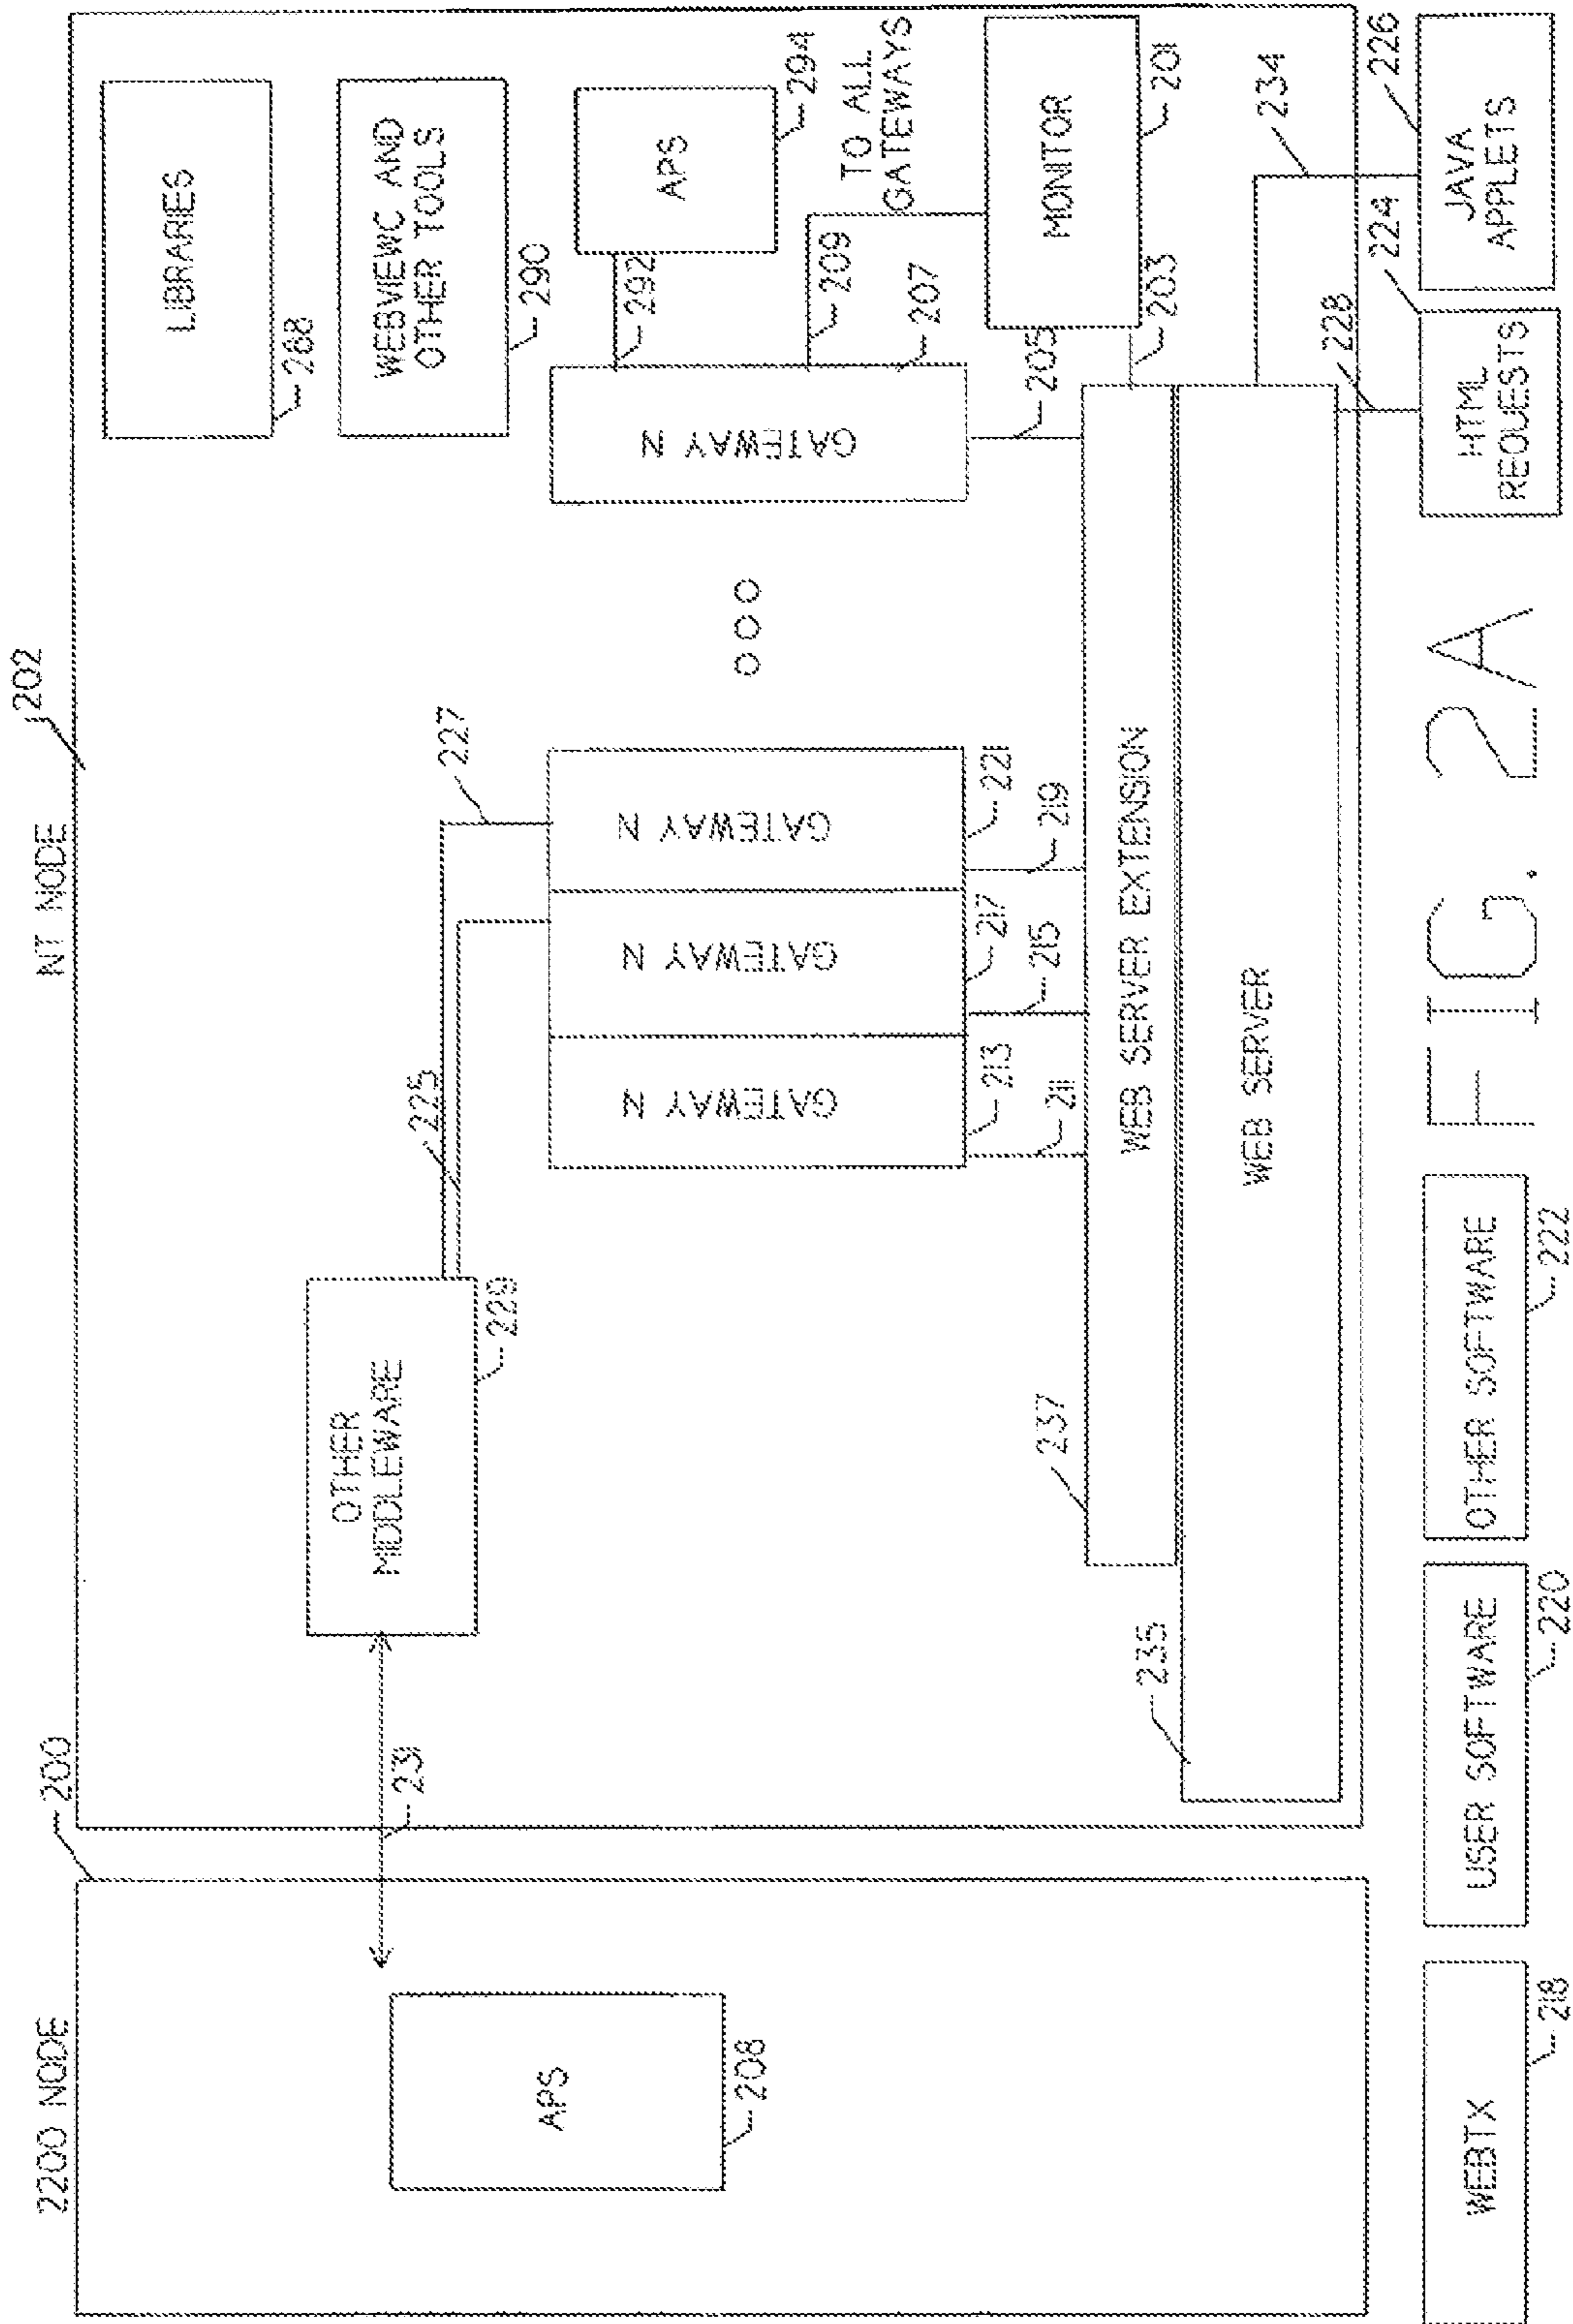 2200 NODE
200
NT NODE
202
LIBRARIES
288
WEBVIEWC AND
OTHER TOOLS
290
OTHER
MIDDLEWARE
229
231
225
227
APS
208
APS
294
292
TO ALL
GATEWAYS
209
207
GATEWAY N
GATEWAY N
GATEWAY N
GATEWAY N
213
217
221
211
215
219
205
MONITOR
201
203
237
WEB SERVER EXTENSION
235
WEB SERVER
234
228
224
226
WEBTX
218
USER SOFTWARE
220
OTHER SOFTWARE
222
HTML
REQUESTS
JAVA
APPLETS
FIG. 2A